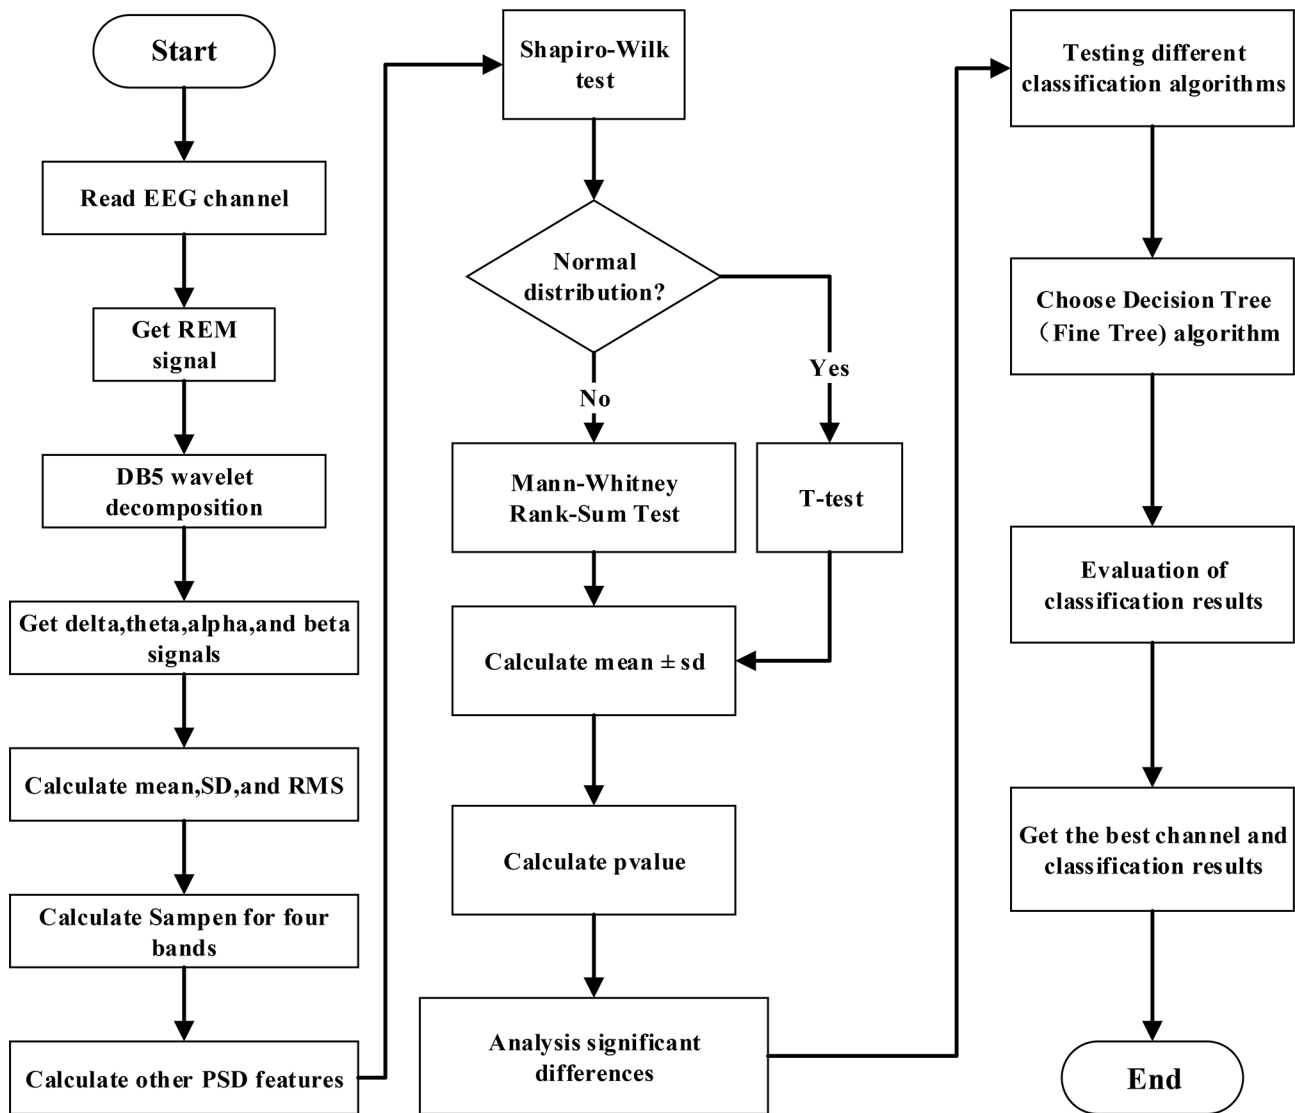 Start
Read EEG channel
Get REM
signal
DB5 wavelet
decomposition
Get delta,theta,alpha,and beta
signals
Calculate mean,SD,and RMS
Calculate Sampen for four
bands
Calculate other PSD features
Shapiro-Wilk
test
Normal
distribution?
Yes
No
Mann-Whitney
Rank-Sum Test
T-test
Calculate mean ± sd
Calculate pvalue
Analysis significant
differences
Testing different
classification algorithms
Choose Decision Tree
（Fine Tree) algorithm
Evaluation of
classification results
Get the best channel and
classification results
End